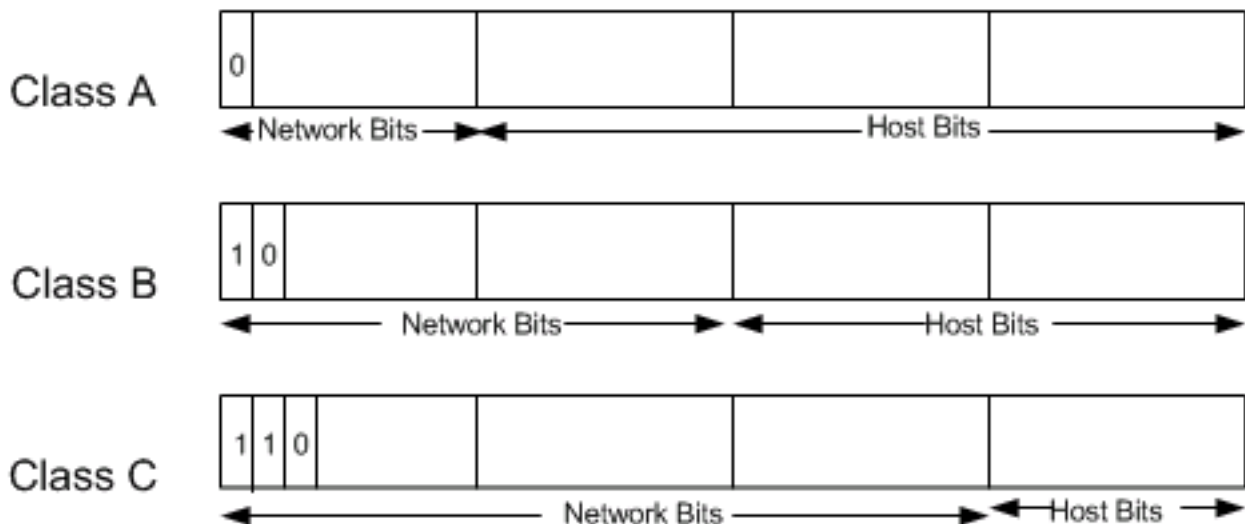 0
Class A
Network Bits Host Bits
1 0
Class B
Network Bits Host Bits
1 1 0
Class C
Network Bits Host Bits